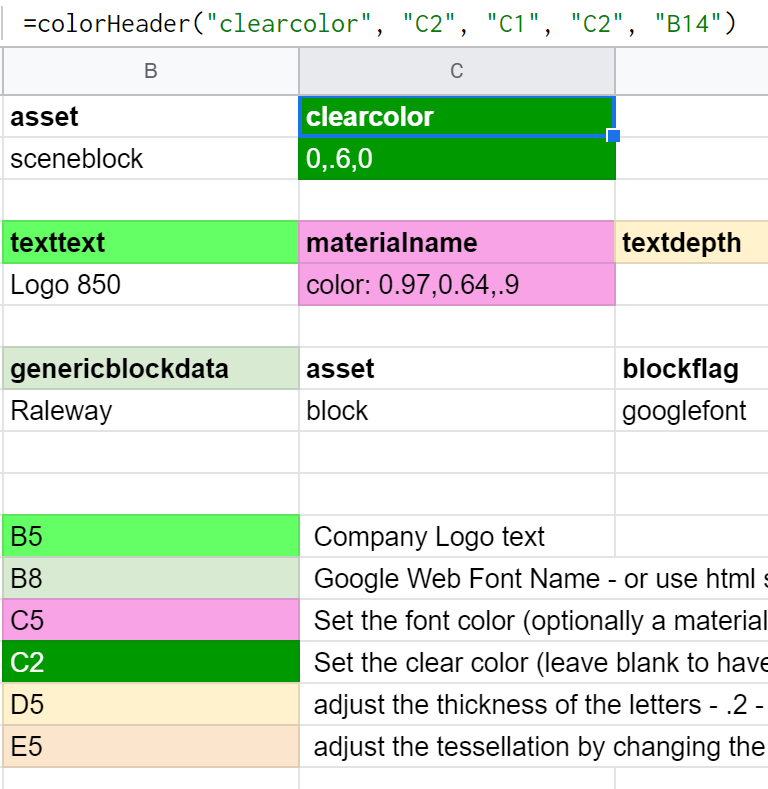 =colorHeader("clearcolor", "C2", "C1", "C2", "B14")
B C
asset clearcolor
sceneblock 0,.6,0
texttext materialname textdepth
Logo 850 color: 0.97,0.64,.9
genericblockdata asset blockflag
Raleway block googlefont
B5 Company Logo text
B8 Google Web Font Name - or use html
C5 Set the font color (optionally a material
C2 Set the clear color (leave blank to have
D5 adjust the thickness of the letters - .2 -
E5 adjust the tessellation by changing the